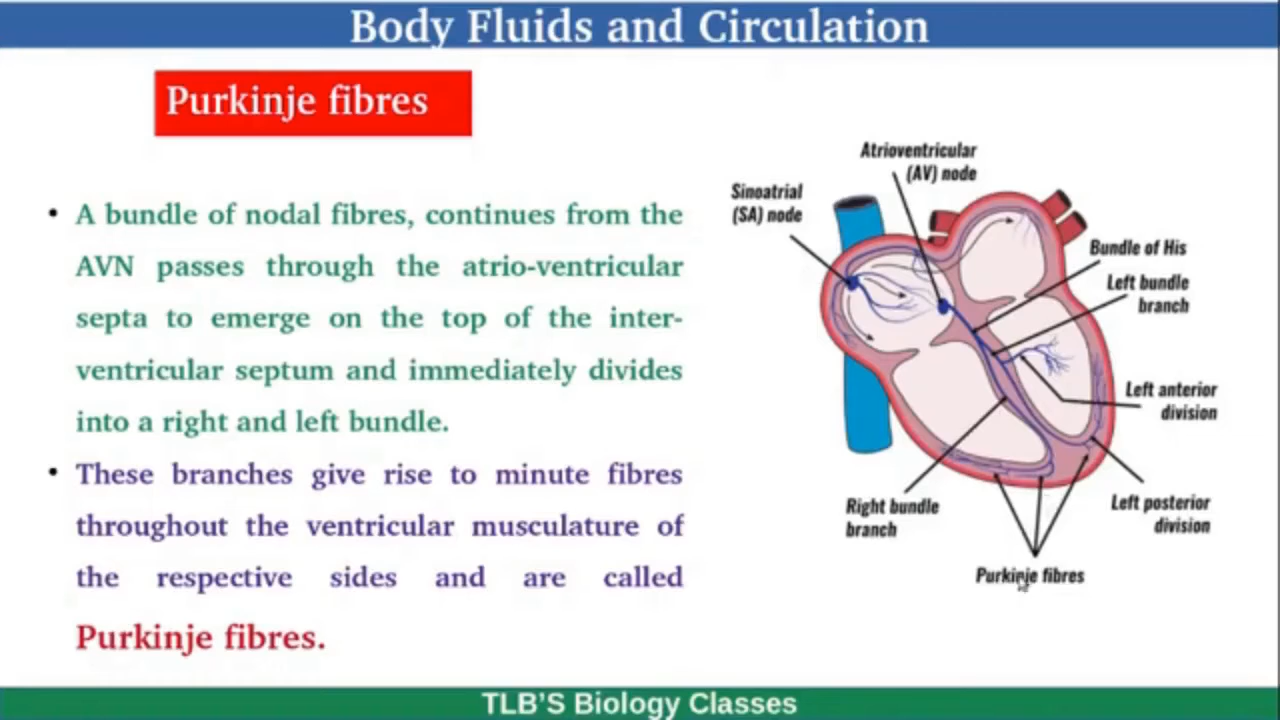 Body Fluids and Circulation
Purkinje fibres
• A bundle of nodal fibres, continues from the
AVN passes through the atrio-ventricular
septa to emerge on the top of the inter-
ventricular septum and immediately divides
into a right and left bundle.
• These branches give rise to minute fibres
throughout the ventricular musculature of
the respective sides and are called
Purkinje fibres.
Atrioventricular
(AV) node
Sinoatrial
(SA) node
Bundle of His
Left bundle
branch
Left anterior
division
Left posterior
division
Right bundle
branch
Purkinje fibres
TLB'S Biology Classes